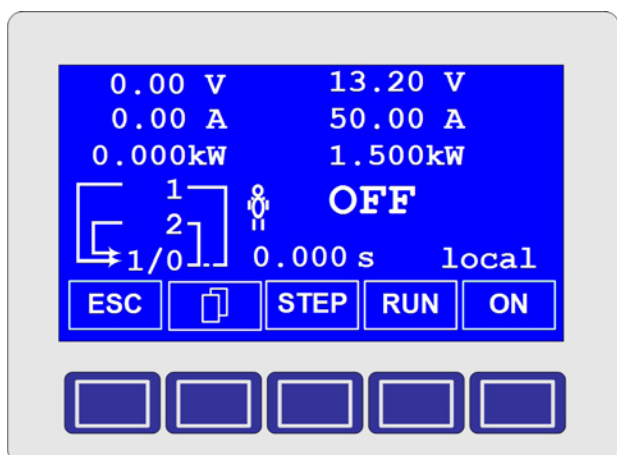 0.00 V 13.20 V
0.00 A 50.00 A
0.000kW 1.500kW
1 OFF
2
1/0 0.000 s local
ESC STEP RUN ON